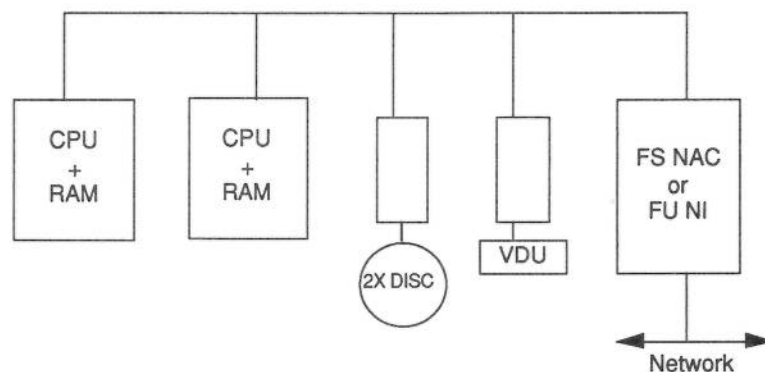 CPU
+
RAM
CPU
+
RAM
2X DISC
VDU
FS NAC
or
FU NI
Network